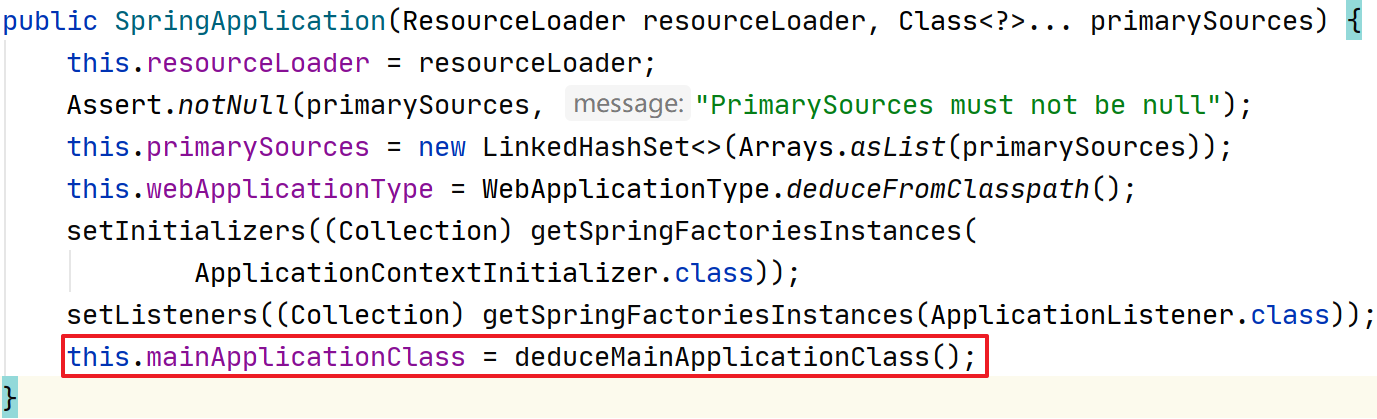 public SpringApplication(ResourceLoader resourceLoader, Class<?>... primarySources) {
this.resourceLoader = resourceLoader;
Assert.notNull(primarySources, message: "PrimarySources must not be null");
this.primarySources = new LinkedHashSet<>(Arrays.asList(primarySources));
this.webApplicationType = WebApplicationType.deduceFromClasspath();
setInitializers((Collection) getSpringFactoriesInstances(
ApplicationContextInitializer.class));
setListeners((Collection) getSpringFactoriesInstances(ApplicationListener.class));
this.mainApplicationClass = deduceMainApplicationClass();
}